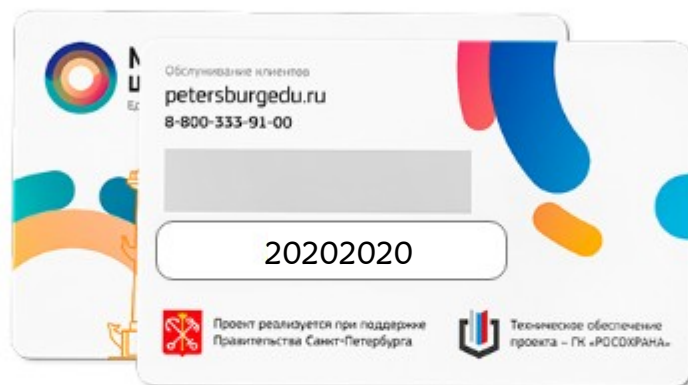 Обслуживание клиентов
petersburgedu.ru
8-800-333-91-00
20202020
Проект реализуется при поддержке
Правительства Санкт-Петербурга
Техническое обеспечение
проекта – ГК «РОСОХРАНА»